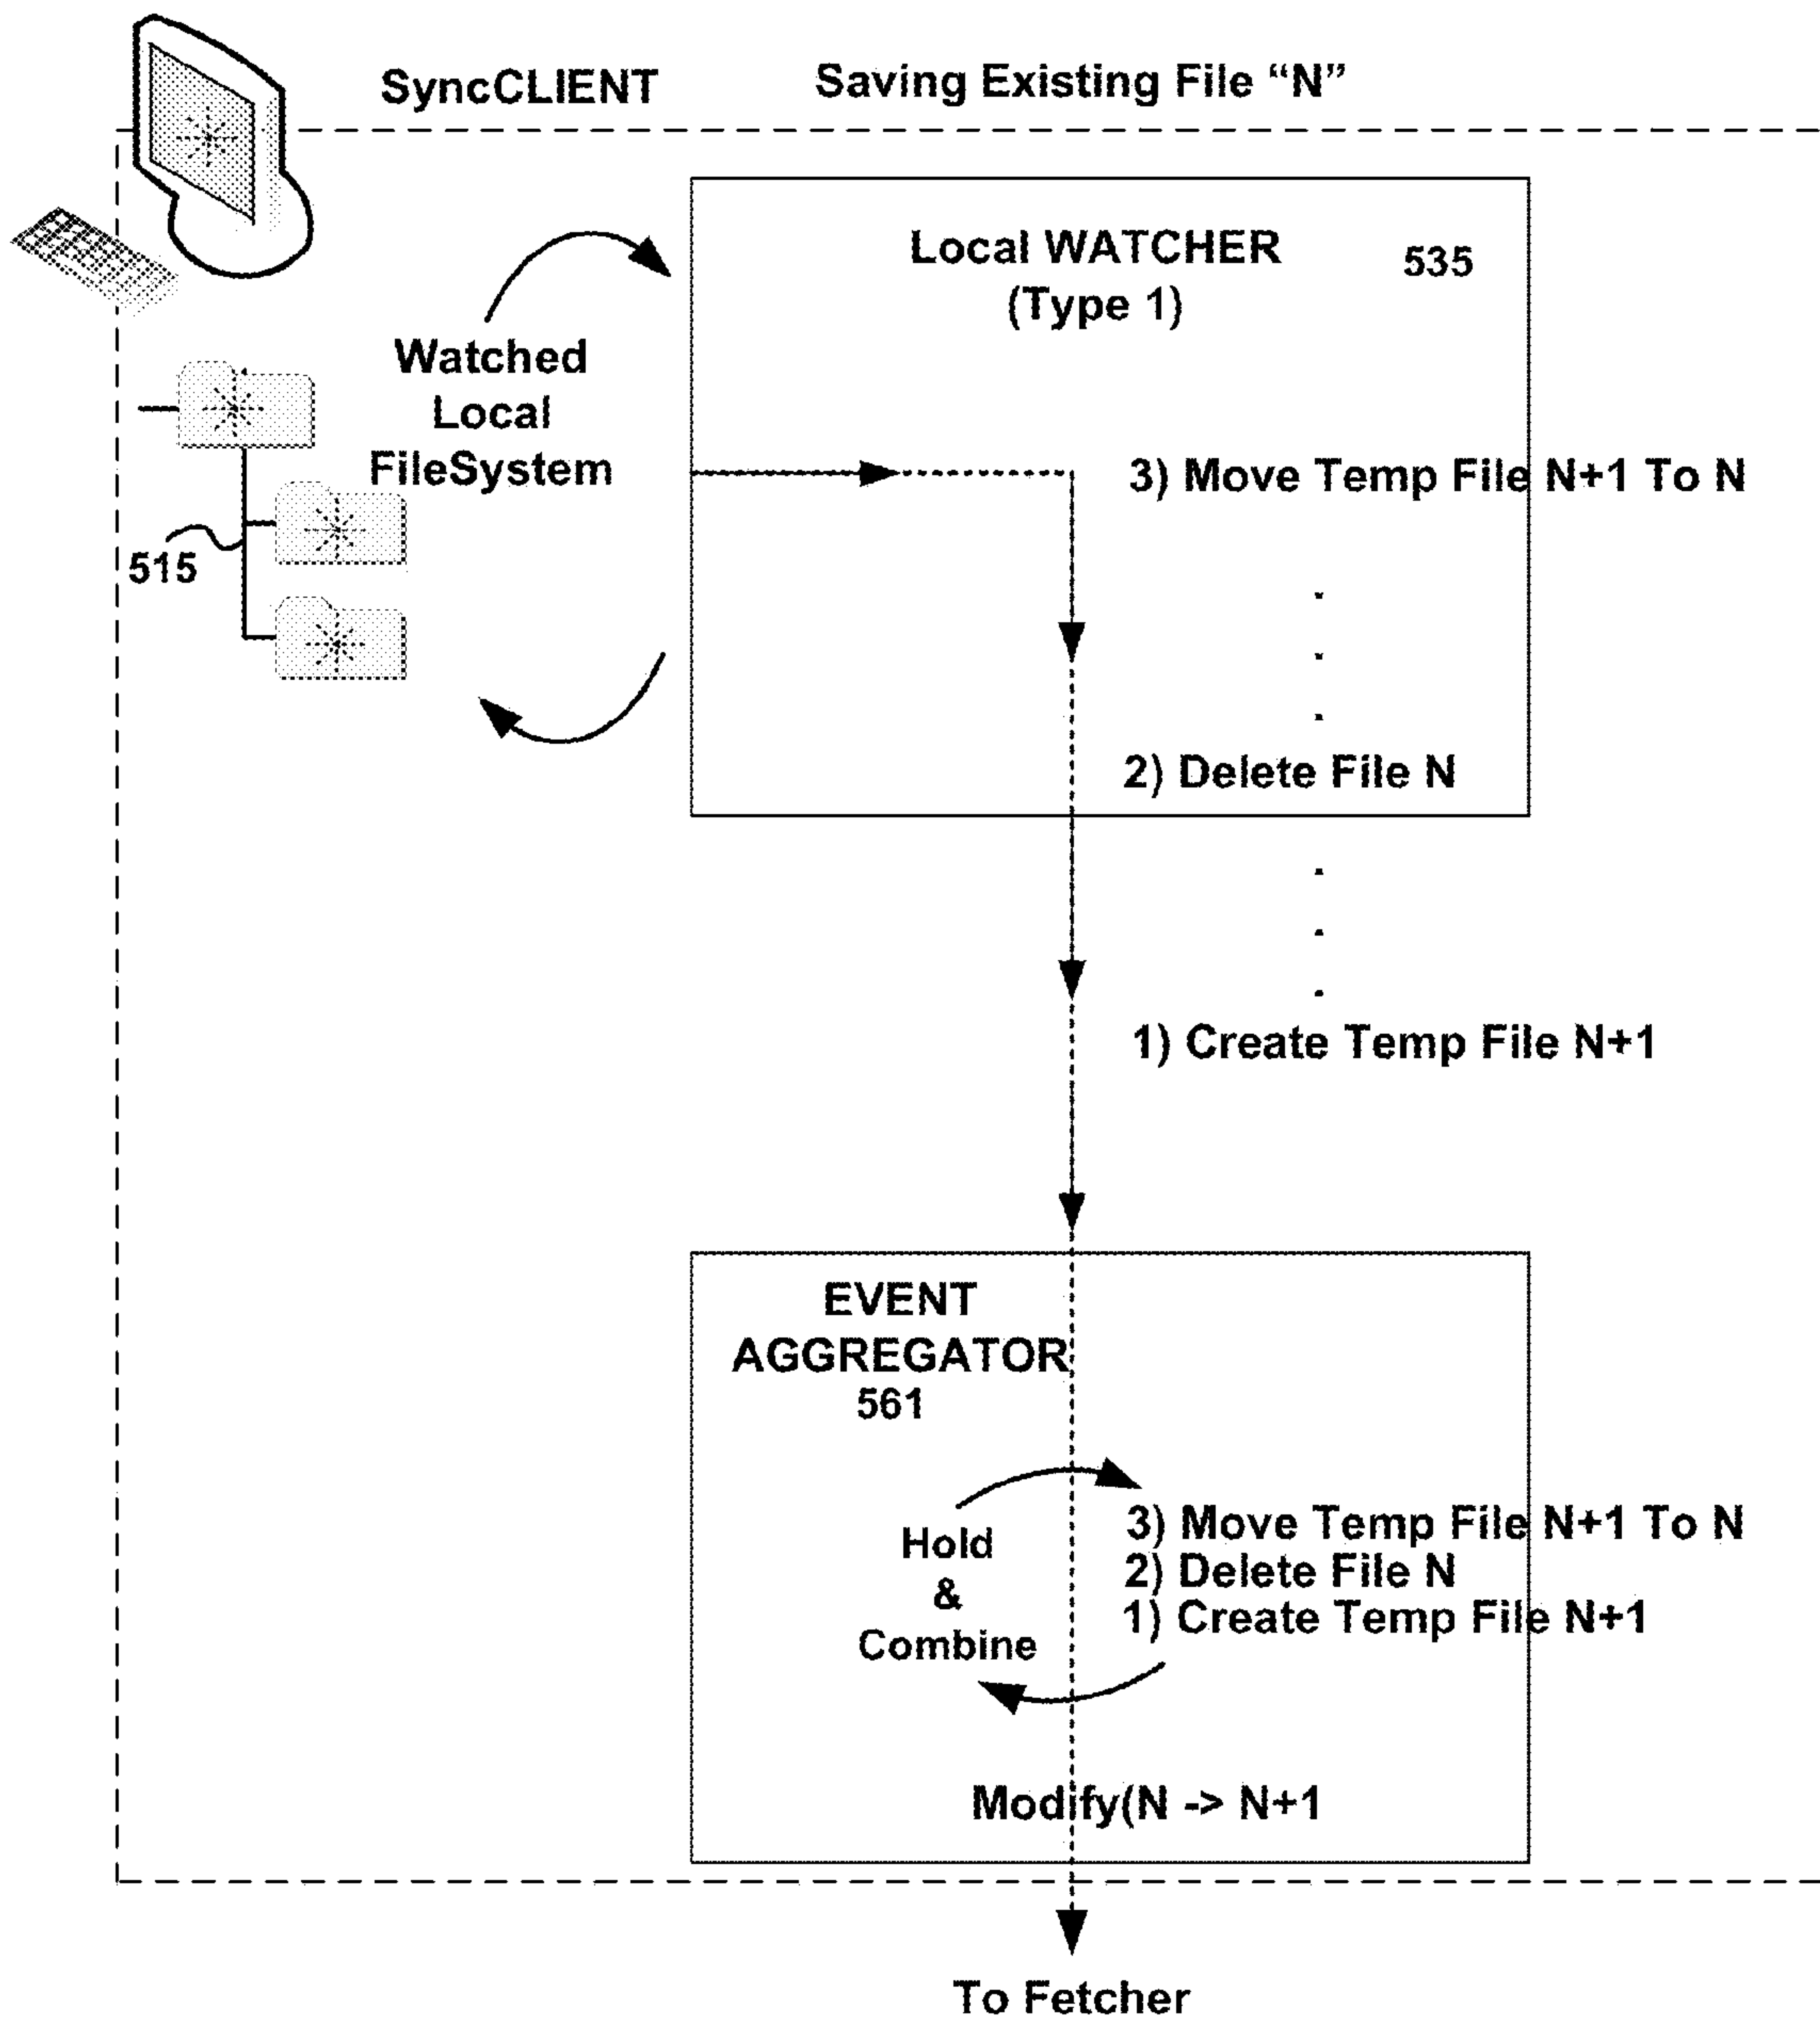 SyncCLIENT
Saving Existing File “N”
Local WATCHER
(Type 1)
535
Watched
Local
FileSystem
515
3) Move Temp File N+1 To N
2) Delete File N
1) Create Temp File N+1
EVENT
AGGREGATOR
561
Hold
&
Combine
3) Move Temp File N+1 To N
2) Delete File N
1) Create Temp File N+1
Modify(N -> N+1
To Fetcher